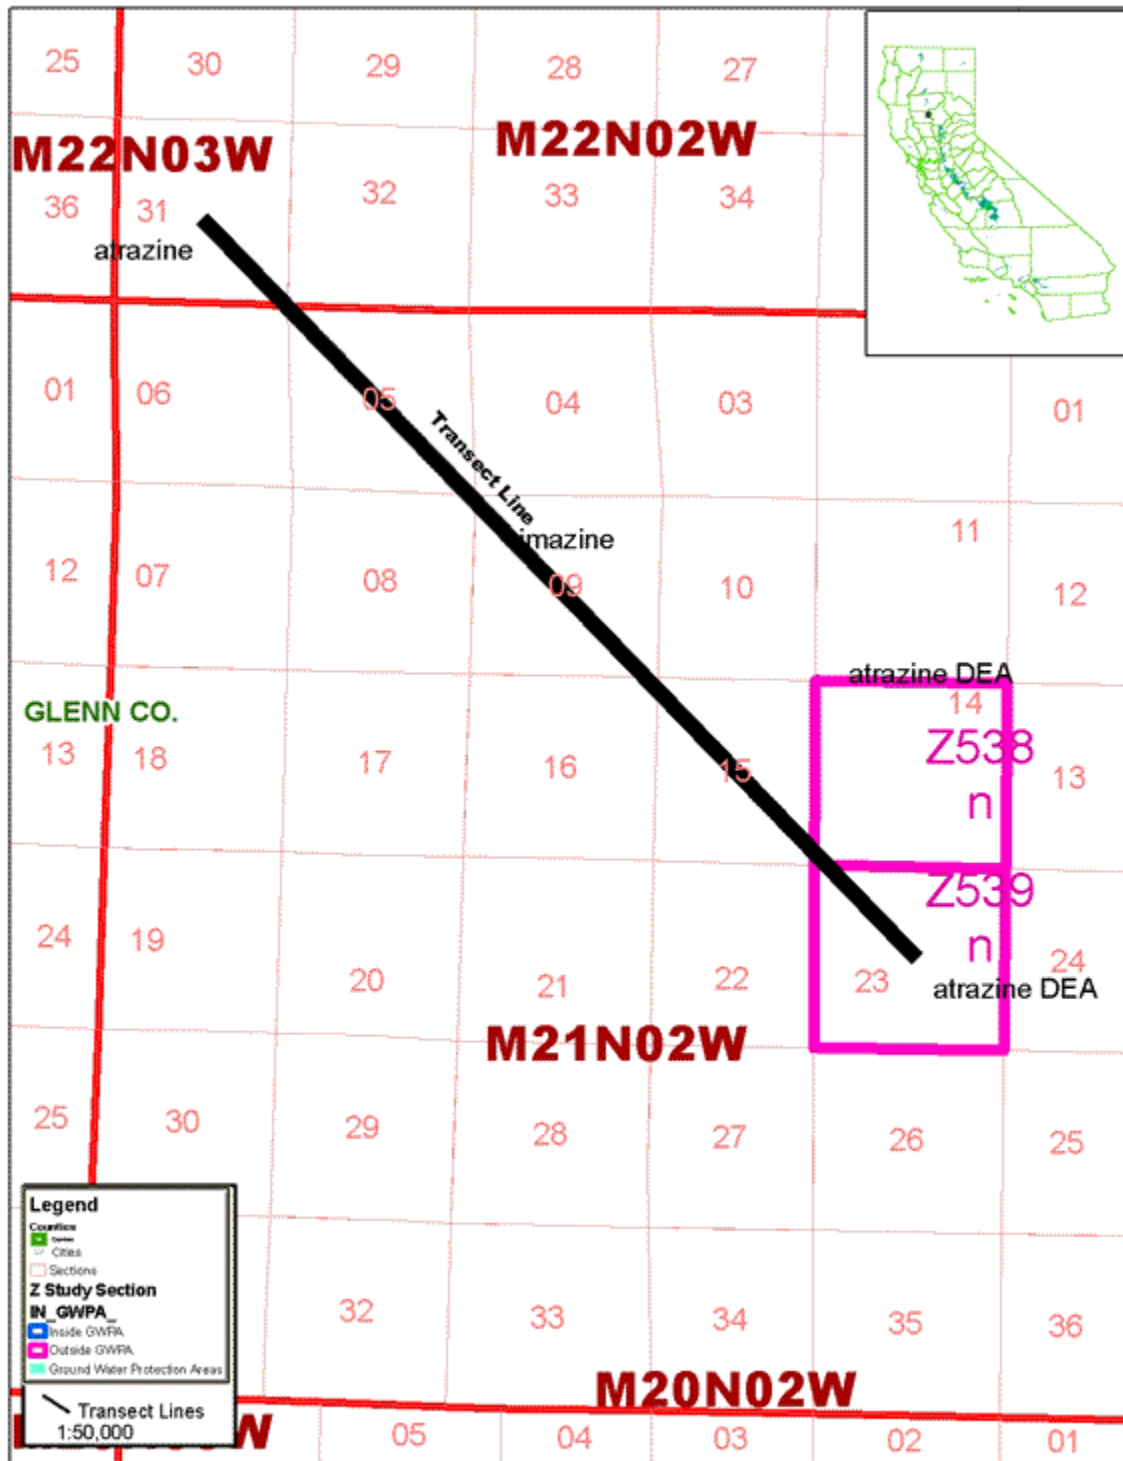 25 30 29 28 27
M22N03W M22N02W
36 31 32 33 34
atrazine
01 06 05 04 03 01
Transect Line
imazine
11
12 07 08 09 10 12
atrazine DEA
14
GLENN CO.
Z538
13 18 17 16 15 13
n
Z539
24 19 n 24
20 21 22 23
atrazine DEA
M21N02W
25 30 29 28 27 26 25
Legend
Counties
Cities
Sections
Z Study Section
IN_GWPA_
Inside GWPA
Outside GWPA
Ground Water Protection Areas
Transect Lines
1:50,000
32 33 34 35 36
M20N02W
W
05 04 03 02 01